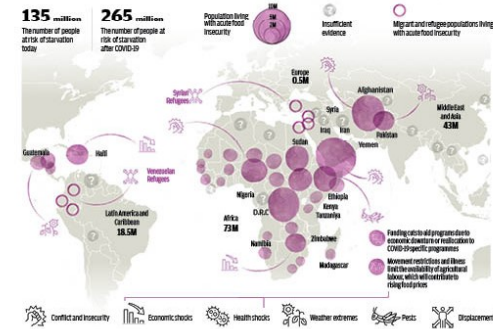 135 million
The number of people
at risk of starvation
today
265 million
The number of people at
risk of starvation
after COVID-19
Population living
with acute food
insecurity
10M
5M
2M
Insufficient
evidence
Migrant and refugee populations living
with acute food insecurity
Europe
0.5M
Afghanistan
Syrian
Refugees
Syria
Iraq
Iran
Pakistan
Middle East
and Asia
43M
Yemen
Sudan
Guatemala
Haiti
Venezuelan
Refugees
Nigeria
D.R.C
Ethiopia
Kenya
Tanzaniya
Latin America and
Caribbean
18.5M
Africa
73M
Namibia
Zimbabwe
Madagascar
Funding cuts to aid programs due to
economic downturn or reallocation to
COVID-19 specific programmes
Movement restrictions and illness
limit the availability of agricultural
labour, which will contribute to
rising food prices
Conflict and Insecurity
Economic shocks
Health shocks
Weather extremes
Pests
Displacemen